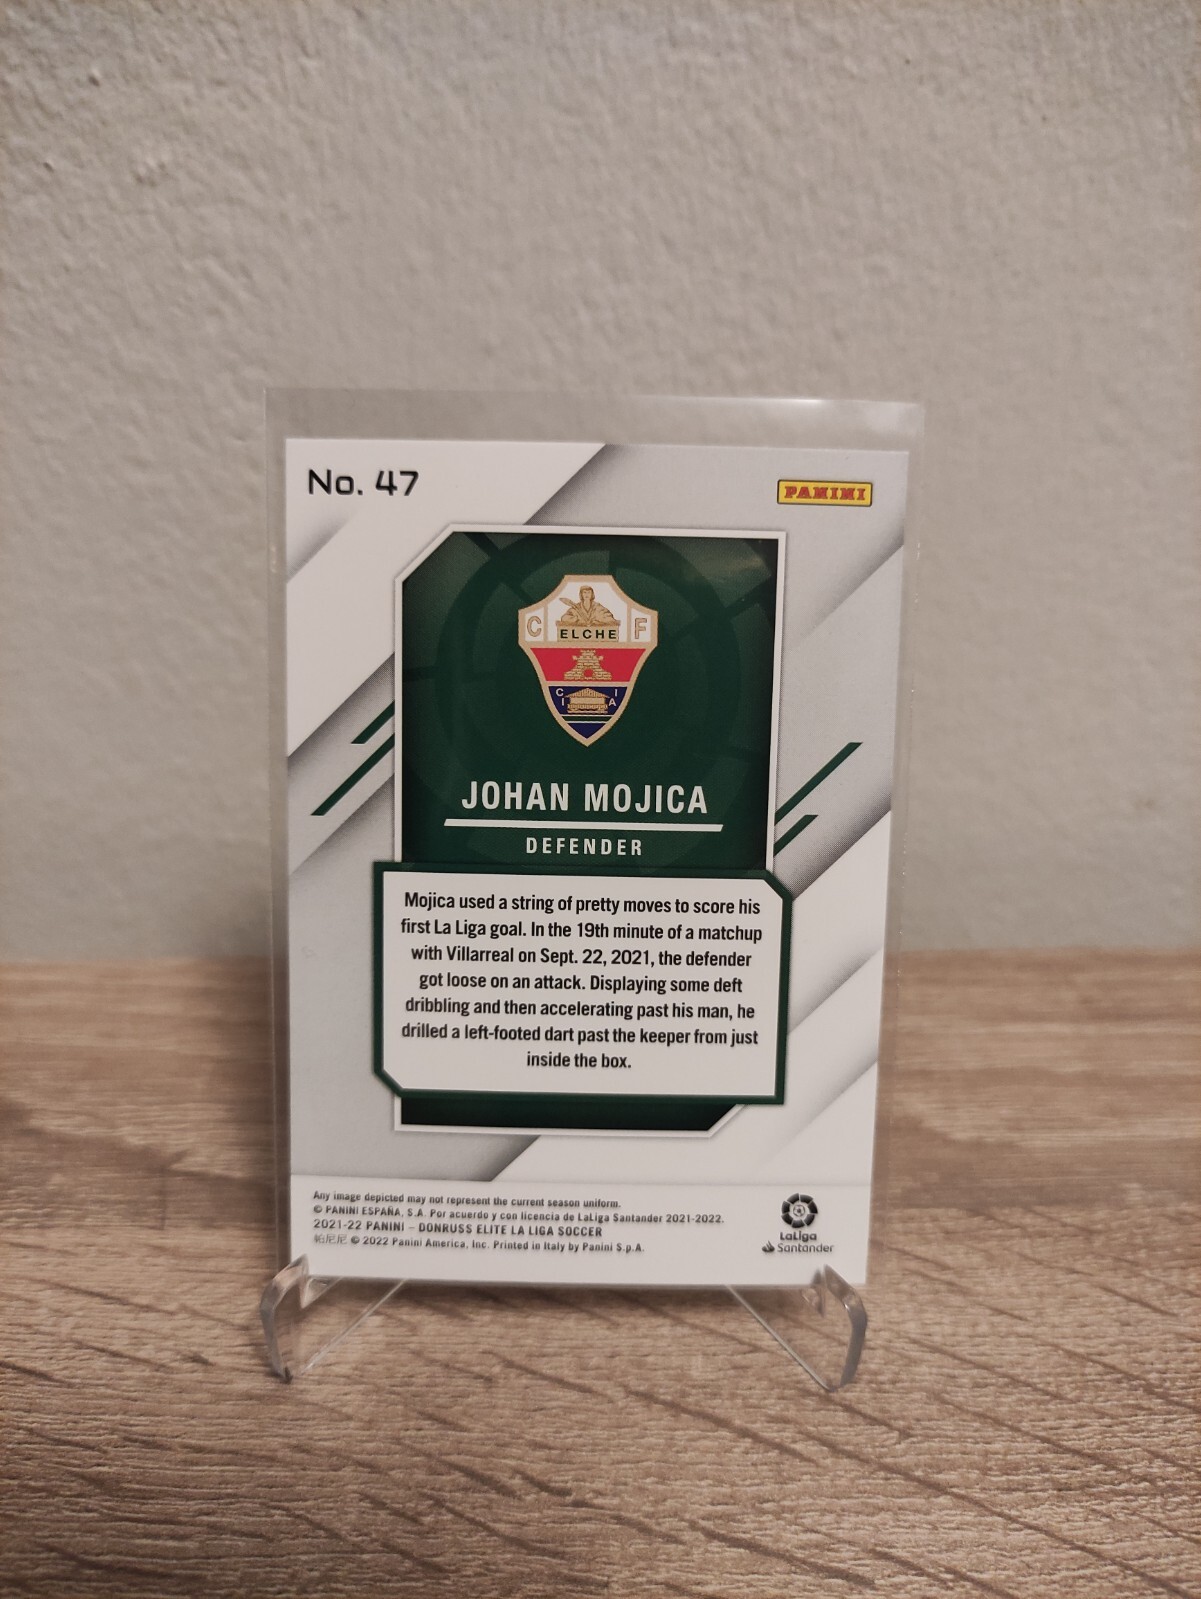 No. 47
PANINI
C F
ELCHE
C I
I A
JOHAN MOJICA
DEFENDER
Mojica used a string of pretty moves to score his
first La Liga goal. In the 19th minute of a matchup
with Villarreal on Sept. 22, 2021, the defender
got loose on an attack. Displaying some deft
dribbling and then accelerating past his man, he
drilled a left-footed dart past the keeper from just
inside the box.
Any image depicted may not represent the current season uniform.
© PANINI ESPAÑA, S.A. Por acuerdo y con licencia de LaLiga Santander 2021-2022.
2021-22 PANINI – DONRUSS ELITE LA LIGA SOCCER
帕尼尼 © 2022 Panini America, Inc. Printed in Italy by Panini S.p.A.
LaLiga
Santander